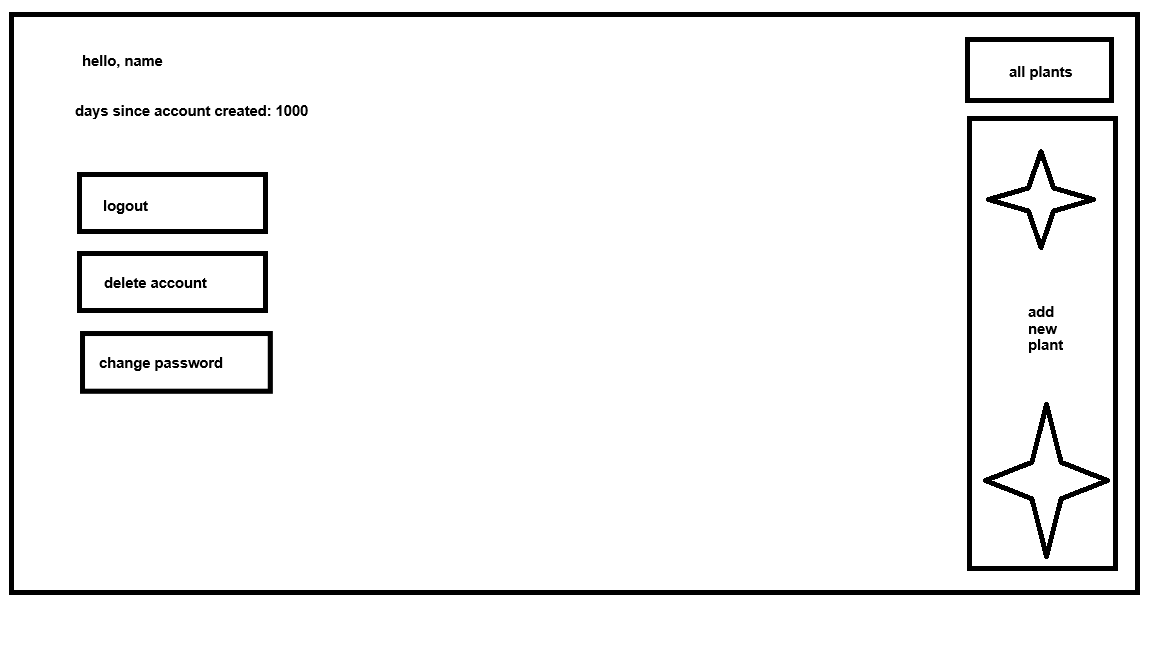 hello, name
days since account created: 1000
logout
delete account
change password
all plants
add
new
plant